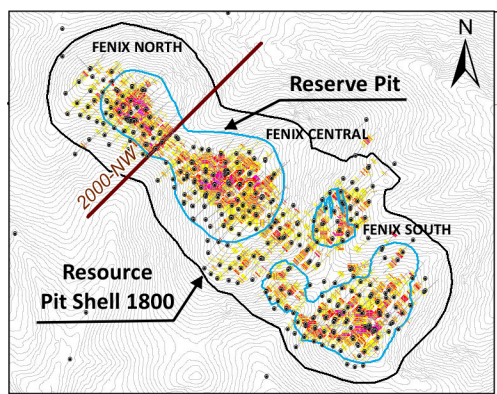 FENIX NORTH
N
Reserve Pit
FENIX CENTRAL
2000-NW
FENIX SOUTH
Resource
Pit Shell 1800